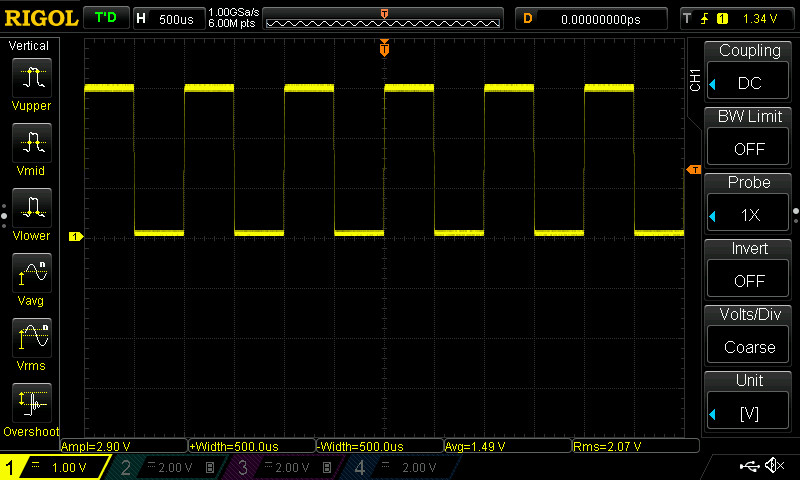 RIGOL T'D H 500us 1.00GSa/s 6.00M pts T D 0.00000000ps T 1 1.34 V
T
Vertical
Vupper
Vmid
Vlower
Vavg
n
Vrms
n
Overshoot
1
T
CH1
Coupling
DC
BW Limit
OFF
Probe
1X
Invert
OFF
Volts/Div
Coarse
Unit
[V]
Ampl=2.90 V +Width=500.0us -Width=500.0us Avg=1.49 V Rms=2.07 V
1 1.00 V 2 2.00 V B 3 2.00 V B 4 2.00 V